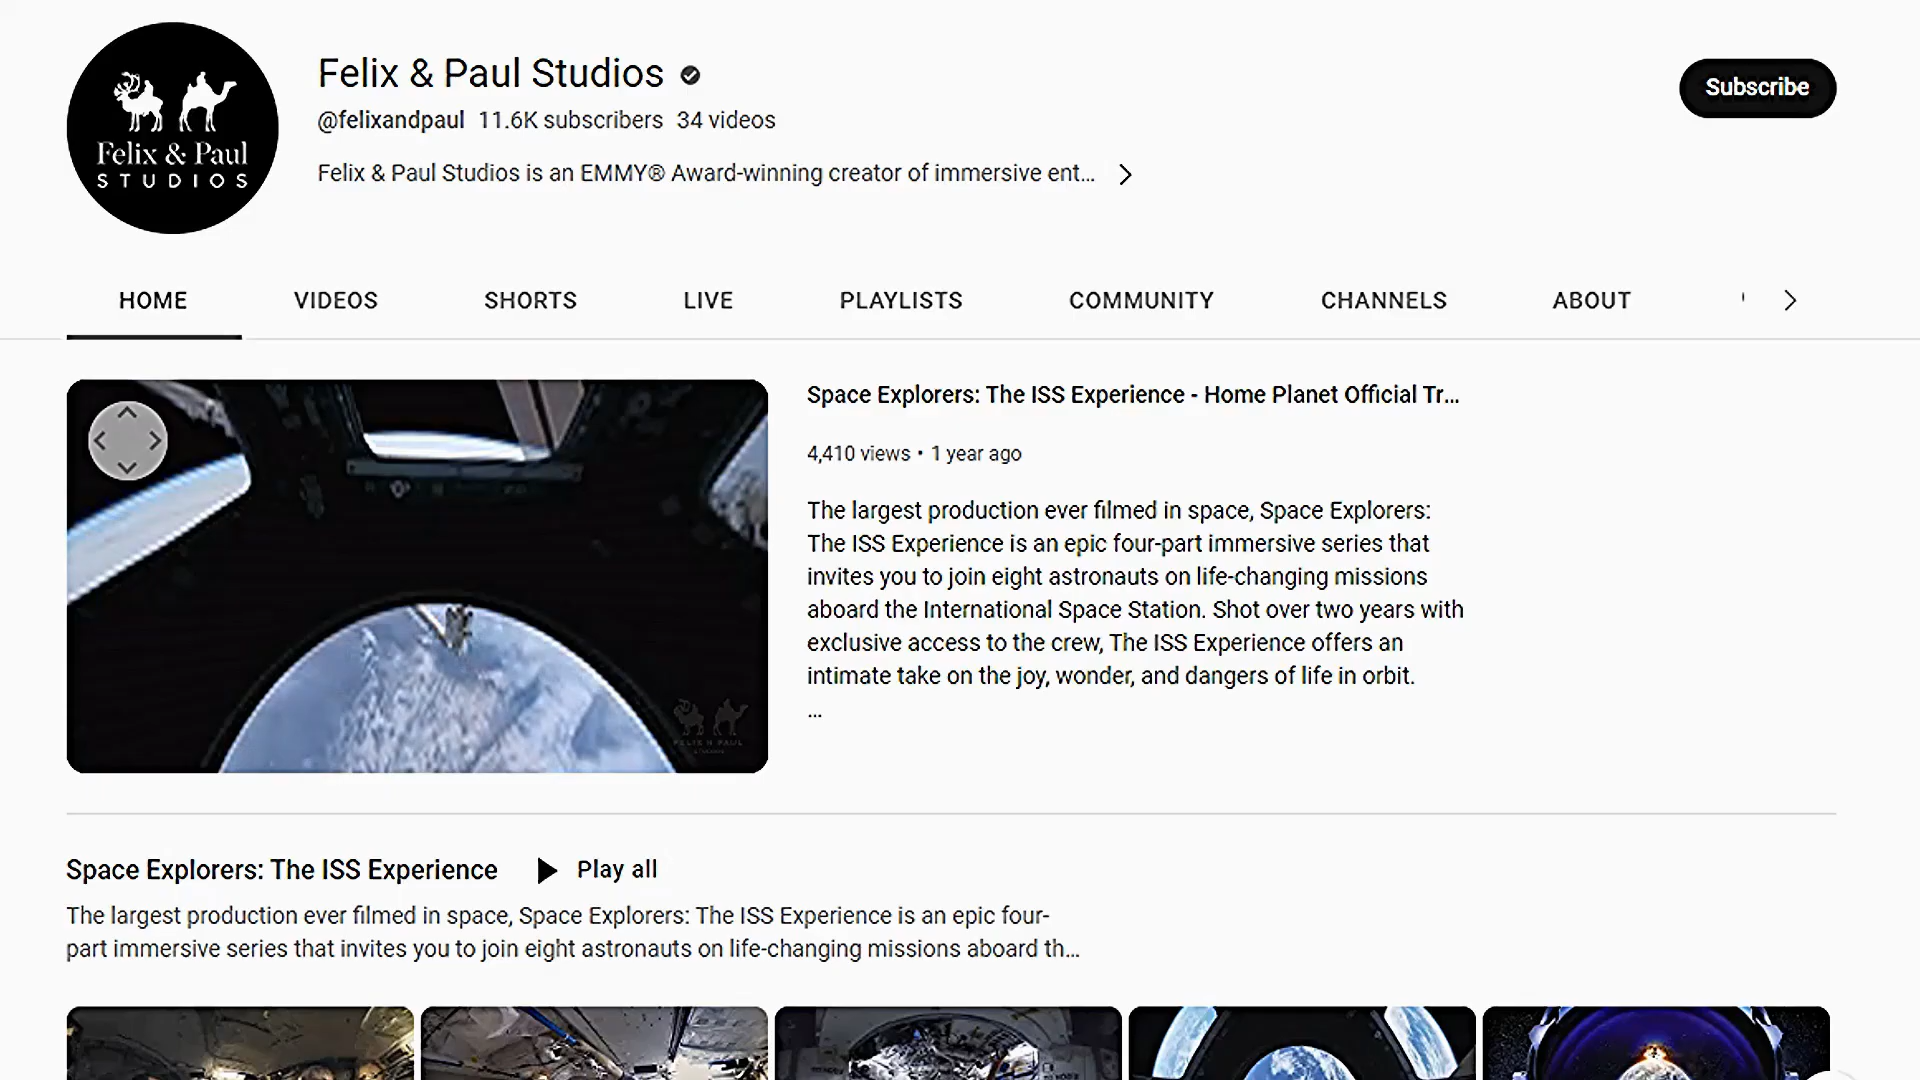 Felix & Paul
STUDIOS
Felix & Paul Studios
@felixandpaul 11.6K subscribers 34 videos
Felix & Paul Studios is an EMMY® Award-winning creator of immersive ent...
Subscribe
HOME VIDEOS SHORTS LIVE PLAYLISTS COMMUNITY CHANNELS ABOUT
Space Explorers: The ISS Experience - Home Planet Official Tr...
4,410 views • 1 year ago
The largest production ever filmed in space, Space Explorers:
The ISS Experience is an epic four-part immersive series that
invites you to join eight astronauts on life-changing missions
aboard the International Space Station. Shot over two years with
exclusive access to the crew, The ISS Experience offers an
intimate take on the joy, wonder, and dangers of life in orbit.
...
FELIX & PAUL
STUDIOS
Space Explorers: The ISS Experience Play all
The largest production ever filmed in space, Space Explorers: The ISS Experience is an epic four-
part immersive series that invites you to join eight astronauts on life-changing missions aboard th...